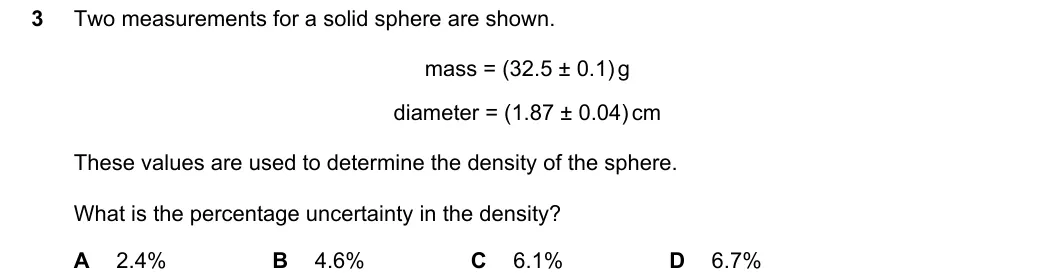 3 Two measurements for a solid sphere are shown.
mass = (32.5 ± 0.1) g
diameter = (1.87 ± 0.04) cm
These values are used to determine the density of the sphere.
What is the percentage uncertainty in the density?
A 2.4% B 4.6% C 6.1% D 6.7%